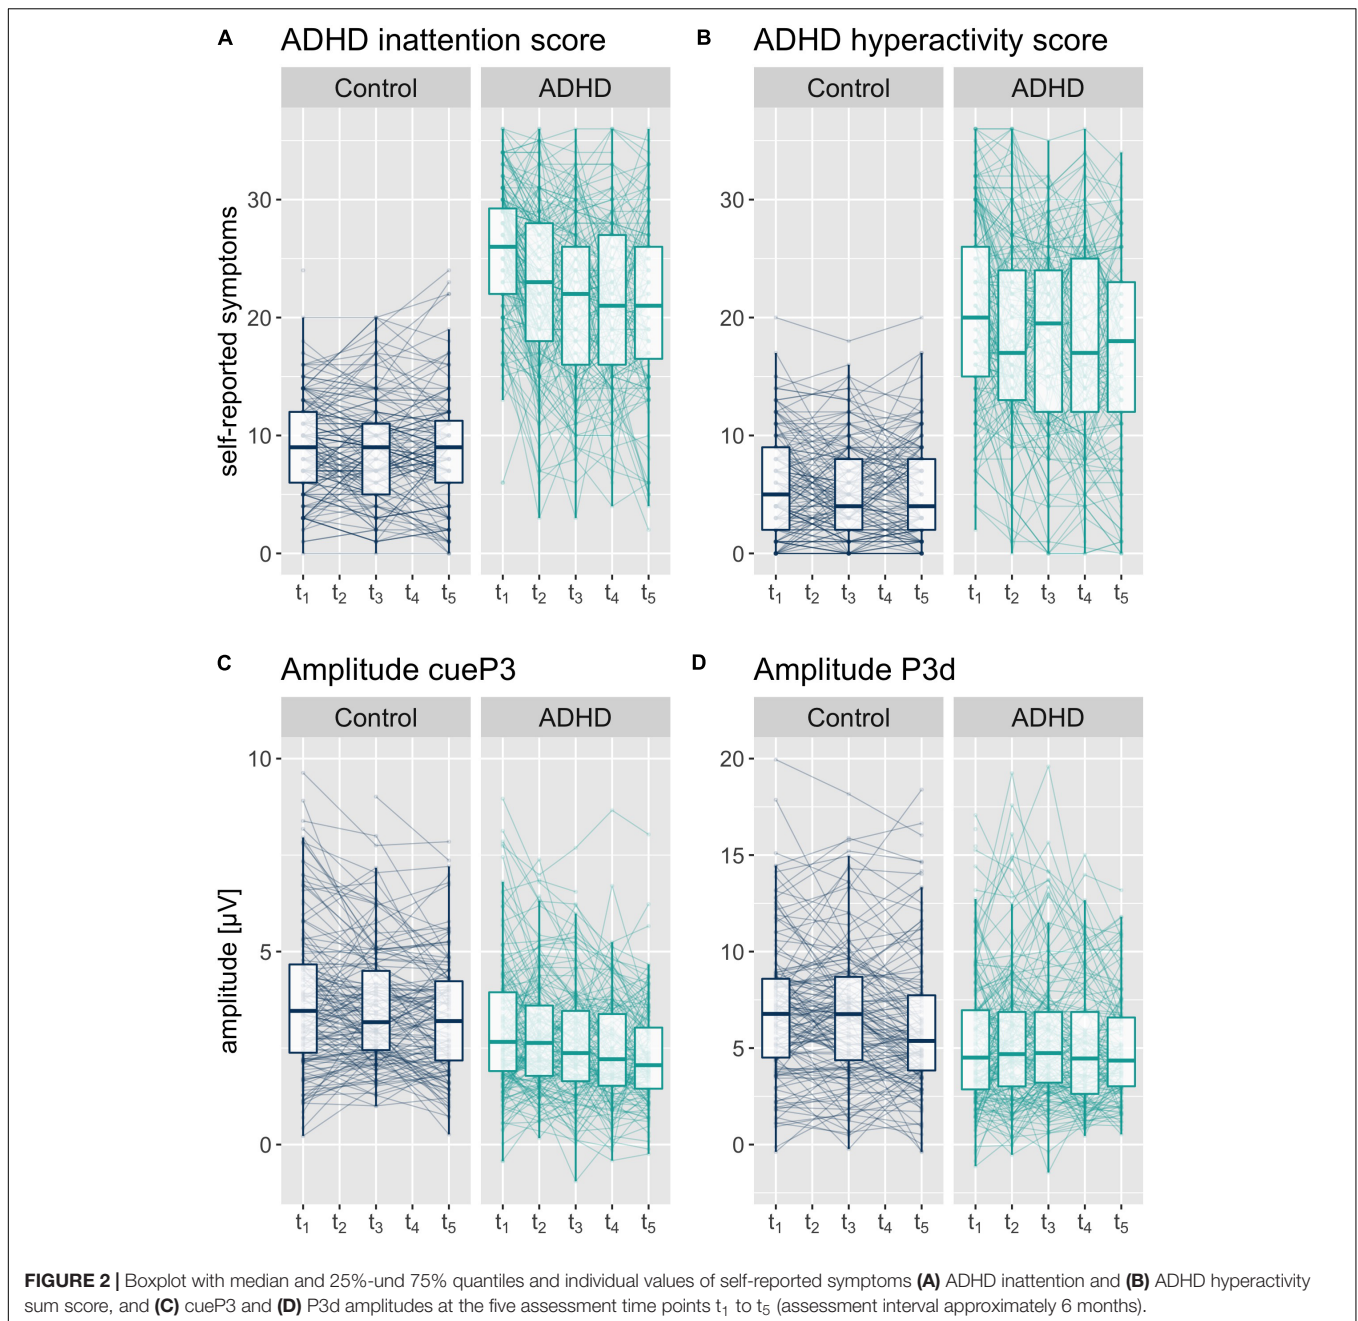 A ADHD inattention score
Control ADHD
self-reported symptoms
30
20
10
0
t1 t2 t3 t4 t5 t1 t2 t3 t4 t5
B ADHD hyperactivity score
Control ADHD
30
20
10
0
t1 t2 t3 t4 t5 t1 t2 t3 t4 t5
C Amplitude cueP3
Control ADHD
amplitude [µV]
10
5
0
t1 t2 t3 t4 t5 t1 t2 t3 t4 t5
D Amplitude P3d
Control ADHD
20
15
10
5
0
t1 t2 t3 t4 t5 t1 t2 t3 t4 t5
FIGURE 2 | Boxplot with median and 25%-und 75% quantiles and individual values of self-reported symptoms (A) ADHD inattention and (B) ADHD hyperactivity
sum score, and (C) cueP3 and (D) P3d amplitudes at the five assessment time points t1 to t5 (assessment interval approximately 6 months).